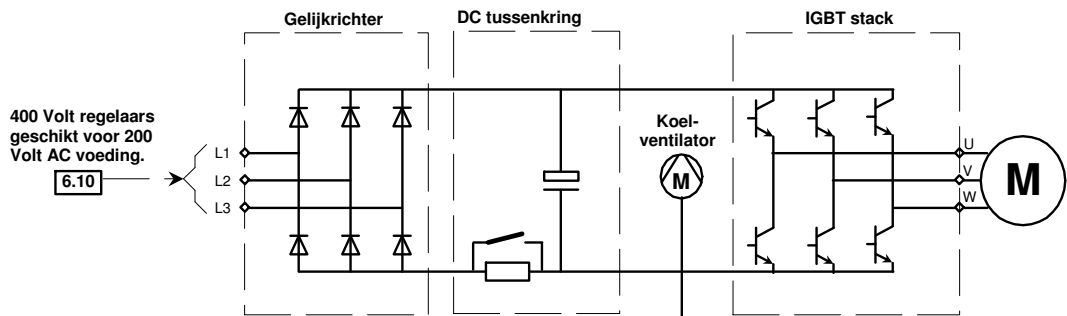 Gelijkrichter
DC tussenkring
IGBT stack
400 Volt regelaars
geschikt voor 200
Volt AC voeding.
6.10
L1
L2
L3
Koel-
ventilator
M
U
V
W
M